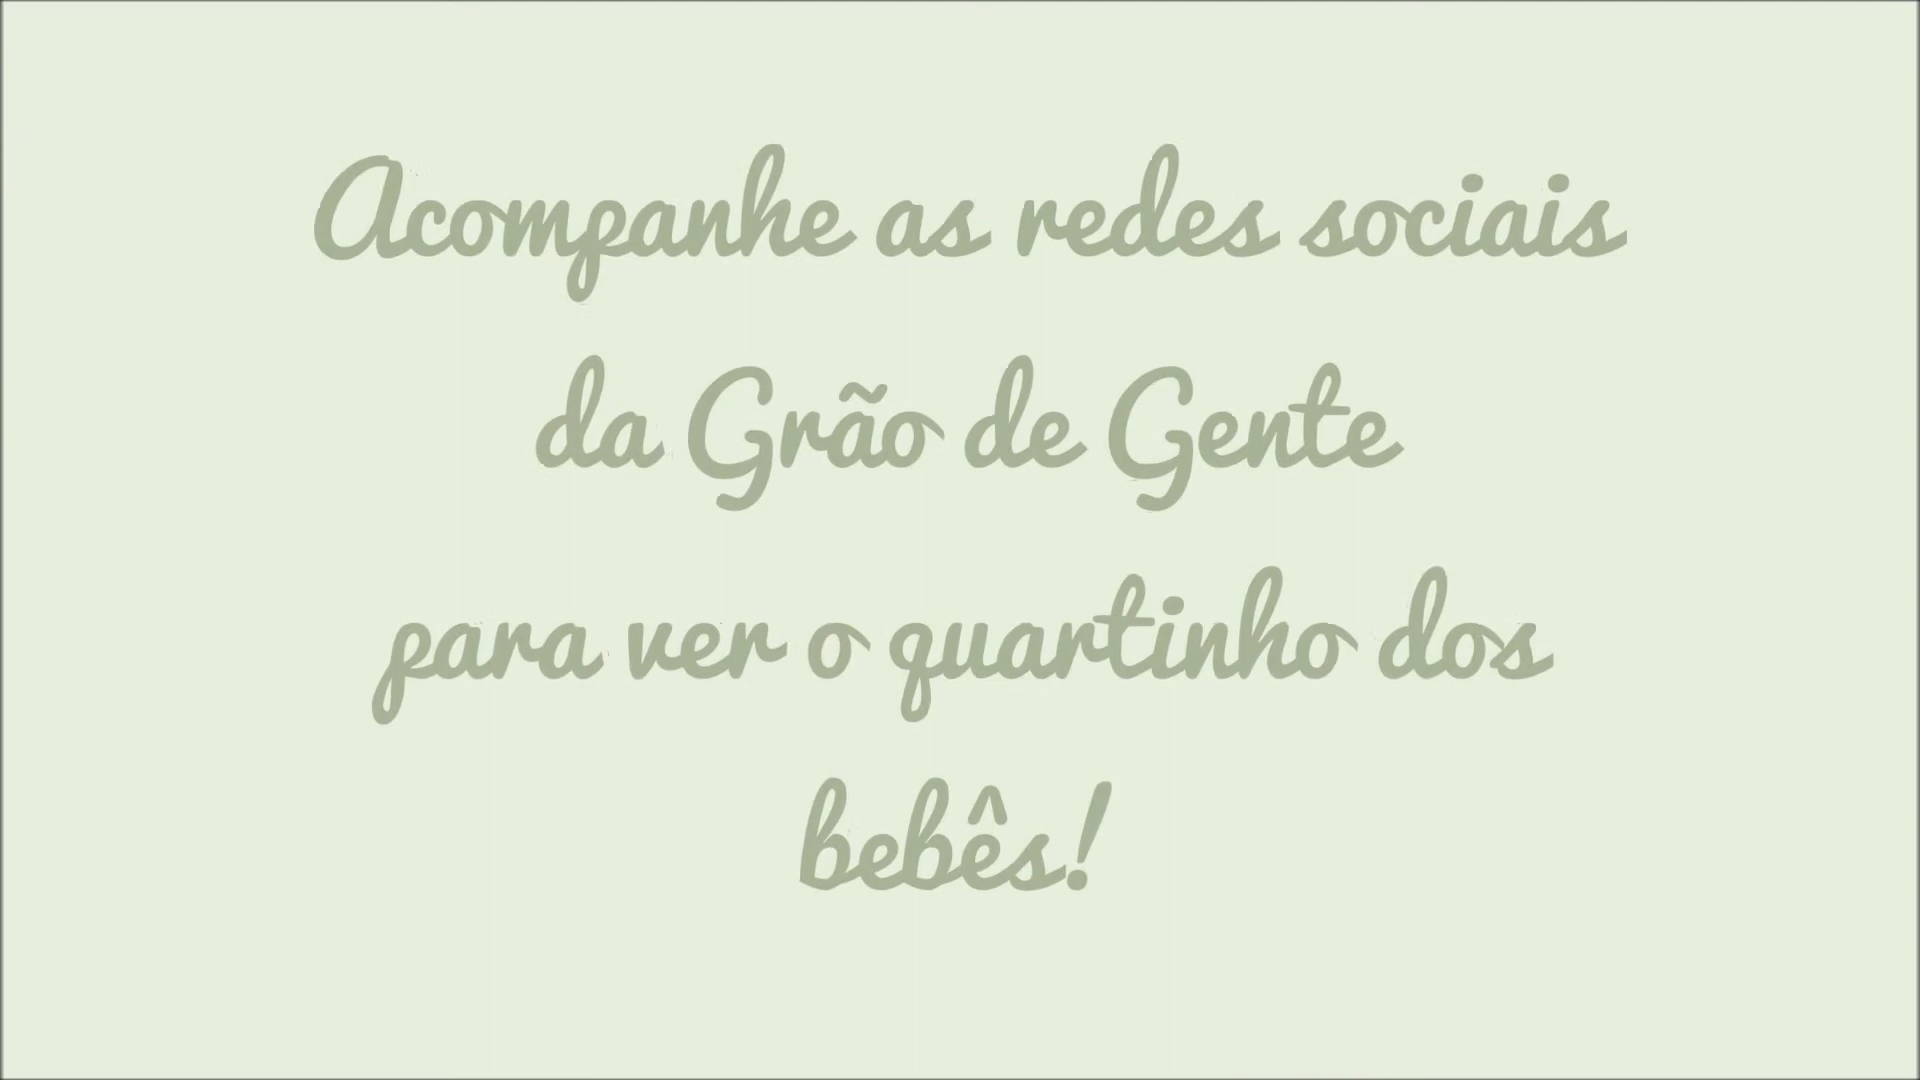 Acompanhe as redes sociais
da Grão de Gente
para ver o quartinho dos
bebês!